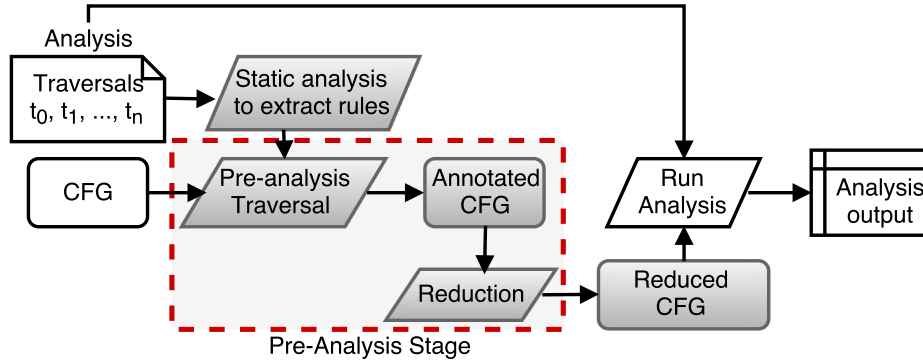 Analysis
Traversals
t0, t1, ..., tn
Static analysis
to extract rules
CFG
Pre-analysis
Traversal
Annotated
CFG
Reduction
Pre-Analysis Stage
Reduced
CFG
Run
Analysis
Analysis
output